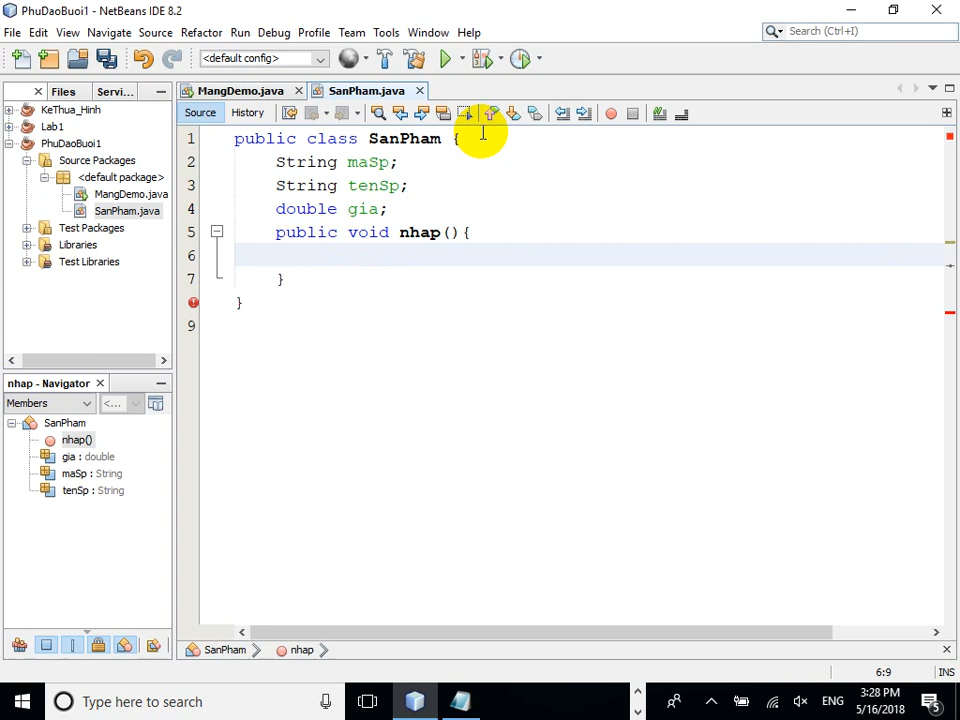 PhuDaoBuoi1 - NetBeans IDE 8.2
File Edit View Navigate Source Refactor Run Debug Profile Team Tools Window Help
Search (Ctrl+I)
<default config>
Files Servi...
MangDemo.java
SanPham.java
KeThua_Hinh
Lab1
PhuDaoBuoi1
Source Packages
<default package>
MangDemo.java
SanPham.java
Test Packages
Libraries
Test Libraries
Source History
1 public class SanPham {
2 String maSp;
3 String tenSp;
4 double gia;
5 public void nhap(){
6
7 }
}
9
nhap - Navigator
Members <...
SanPham
nhap()
gia : double
maSp : String
tenSp : String
SanPham nhap
6:9 INS
Type here to search
ENG
3:28 PM
5/16/2018
5